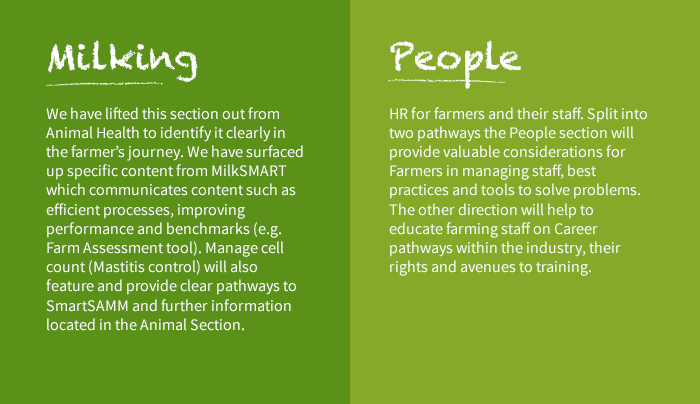 Milking
We have lifted this section out from
Animal Health to identify it clearly in
the farmer's journey. We have surfaced
up specific content from MilkSMART
which communicates content such as
efficient processes, improving
performance and benchmarks (e.g.
Farm Assessment tool). Manage cell
count (Mastitis control) will also
feature and provide clear pathways to
SmartSAMM and further information
located in the Animal Section.
People
HR for farmers and their staff. Split into
two pathways the People section will
provide valuable considerations for
Farmers in managing staff, best
practices and tools to solve problems.
The other direction will help to
educate farming staff on Career
pathways within the industry, their
rights and avenues to training.